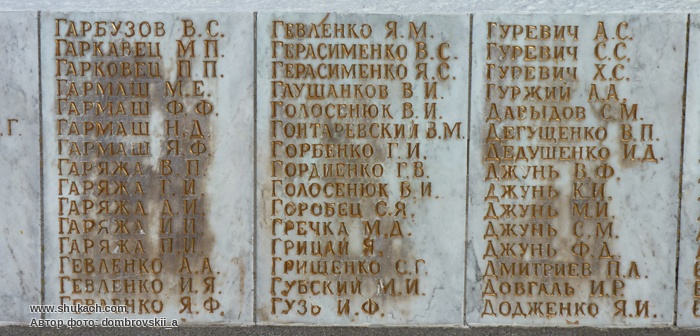 ГАРБУЗОВ В.С.
ГАРКАВЕЦ М.П.
ГАРКОВЕЦ П.П.
ГАРМАШ М.Е.
ГАРМАШ Ф.Ф.
ГАРМАШ Н.Д.
ГАРМАШ Я.Ф.
ГАРЯЖА В.П.
ГАРЯЖА Г.И.
ГАРЯЖА Д.И.
ГАРЯЖА И.И.
ГАРЯЖА П.И.
ГЕВЛЕНКО А.А.
ГЕВЛЕНКО И.Я.
ГЕВЛЕНКО Я.Ф.
ГЕВЛЕНКО Я.М.
ГЕРАСИМЕНКО В.С.
ГЕРАСИМЕНКО Я.С.
ГЛУШАНКОВ В.И.
ГОЛОСЕНЮК В.И.
ГОНТАРЕВСКИЙ В.М.
ГОРБЕНКО Г.И.
ГОРДИЕНКО Г.В.
ГОЛОСЕНЮК В.И.
ГОРОБЕЦ С.Я.
ГРЕЧКА М.Д.
ГРИЦАЙ Я.
ГРИЩЕНКО С.Г.
ГУБСКИЙ М.И.
ГУЗЬ И.Ф.
ГУРЕВИЧ А.С.
ГУРЕВИЧ С.С.
ГУРЕВИЧ Х.С.
ГУРЖИЙ Д.А.
ДАВЫДОВ С.М.
ДЕГУЩЕНКО В.П.
ДЕДУШЕНКО И.Д.
ДЖУНЬ В.Ф.
ДЖУНЬ К.И.
ДЖУНЬ М.И.
ДЖУНЬ С.М.
ДЖУНЬ Ф.Д.
ДМИТРИЕВ П.Л.
ДОВГАЛЬ И.Р.
ДОДЖЕНКО Я.И.
Г.
www.shukach.com
Автор фото: dombrovskii_a